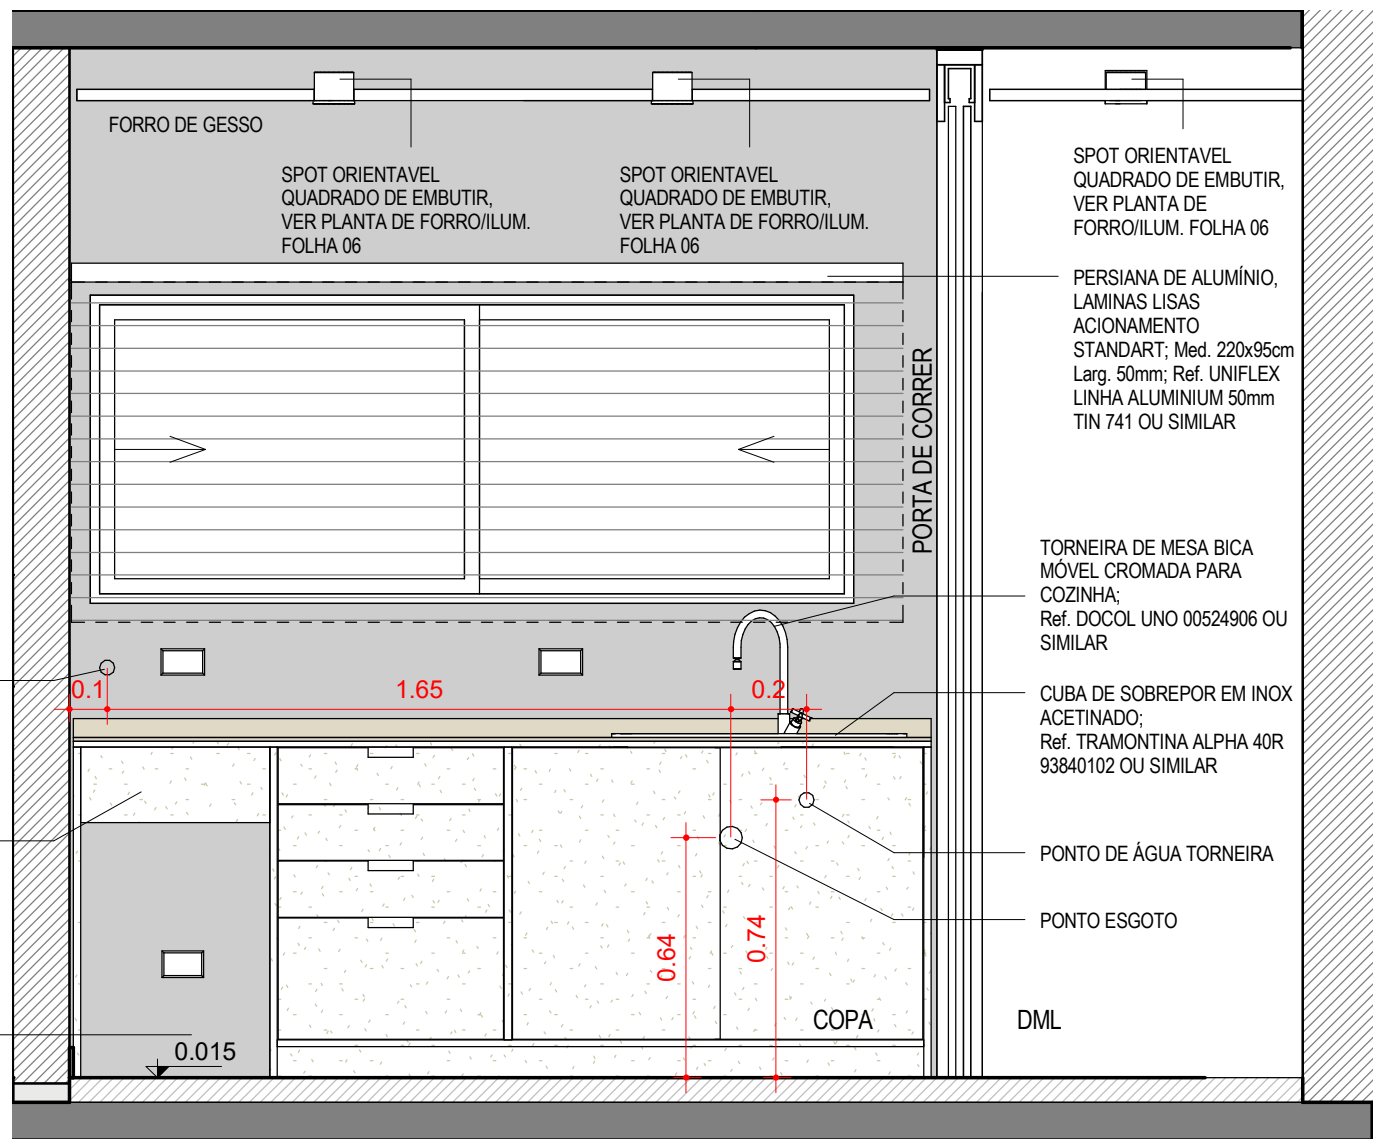 FORRO DE GESSO
SPOT ORIENTAVEL
QUADRADO DE EMBUTIR,
VER PLANTA DE FORRO/ILUM.
FOLHA 06
SPOT ORIENTAVEL
QUADRADO DE EMBUTIR,
VER PLANTA DE FORRO/ILUM.
FOLHA 06
SPOT ORIENTAVEL
QUADRADO DE EMBUTIR,
VER PLANTA DE
FORRO/ILUM. FOLHA 06
PERSIANA DE ALUMÍNIO,
LAMINAS LISAS
ACIONAMENTO
STANDART; Med. 220x95cm
Larg. 50mm; Ref. UNIFLEX
LINHA ALUMINIUM 50mm
TIN 741 OU SIMILAR
PORTA DE CORRER
TORNEIRA DE MESA BICA
MÓVEL CROMADA PARA
COZINHA;
Ref. DOCOL UNO 00524906 OU
SIMILAR
0.1
1.65
0.2
CUBA DE SOBREPOR EM INOX
ACETINADO;
Ref. TRAMONTINA ALPHA 40R
93840102 OU SIMILAR
PONTO DE ÁGUA TORNEIRA
PONTO ESGOTO
0.64
0.74
COPA
DML
0.015